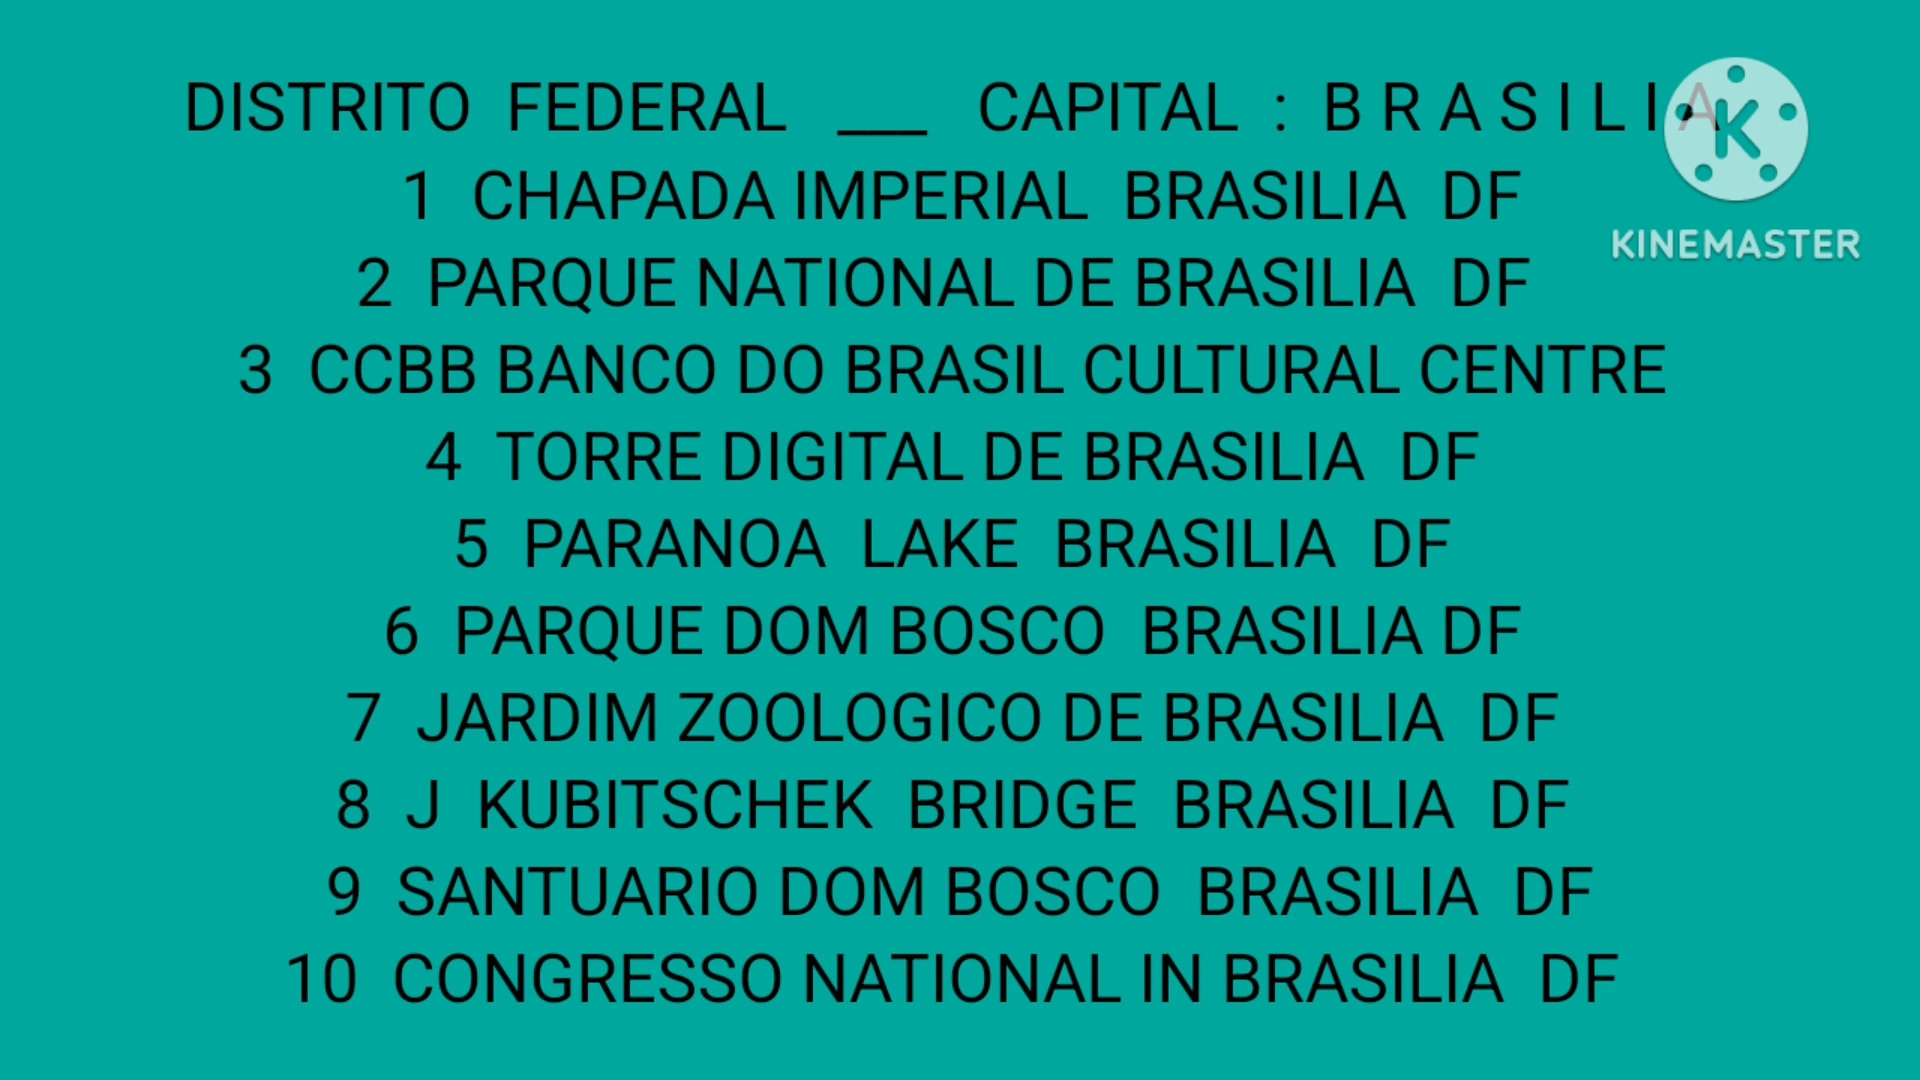 DISTRITO FEDERAL ___ CAPITAL : B R A S I L I A
1 CHAPADA IMPERIAL BRASILIA DF
2 PARQUE NATIONAL DE BRASILIA DF
3 CCBB BANCO DO BRASIL CULTURAL CENTRE
4 TORRE DIGITAL DE BRASILIA DF
5 PARANOA LAKE BRASILIA DF
6 PARQUE DOM BOSCO BRASILIA DF
7 JARDIM ZOOLOGICO DE BRASILIA DF
8 J KUBITSCHEK BRIDGE BRASILIA DF
9 SANTUARIO DOM BOSCO BRASILIA DF
10 CONGRESSO NATIONAL IN BRASILIA DF
K
KINEMASTER